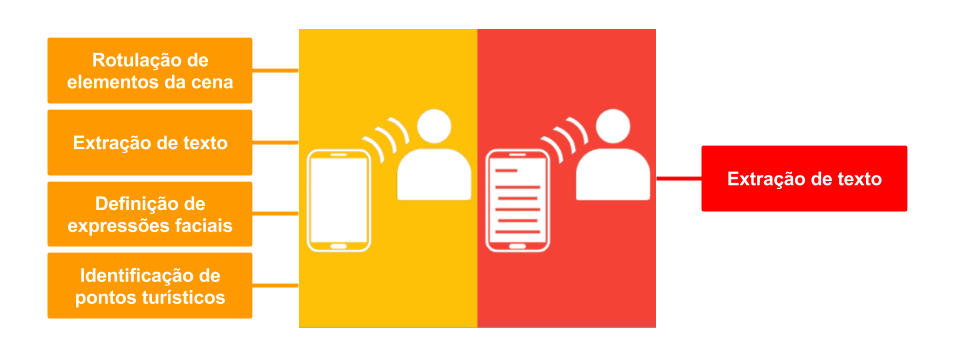 Rotulação de
elementos da cena
Extração de texto
Definição de
expressões faciais
Identificação de
pontos turísticos
Extração de texto